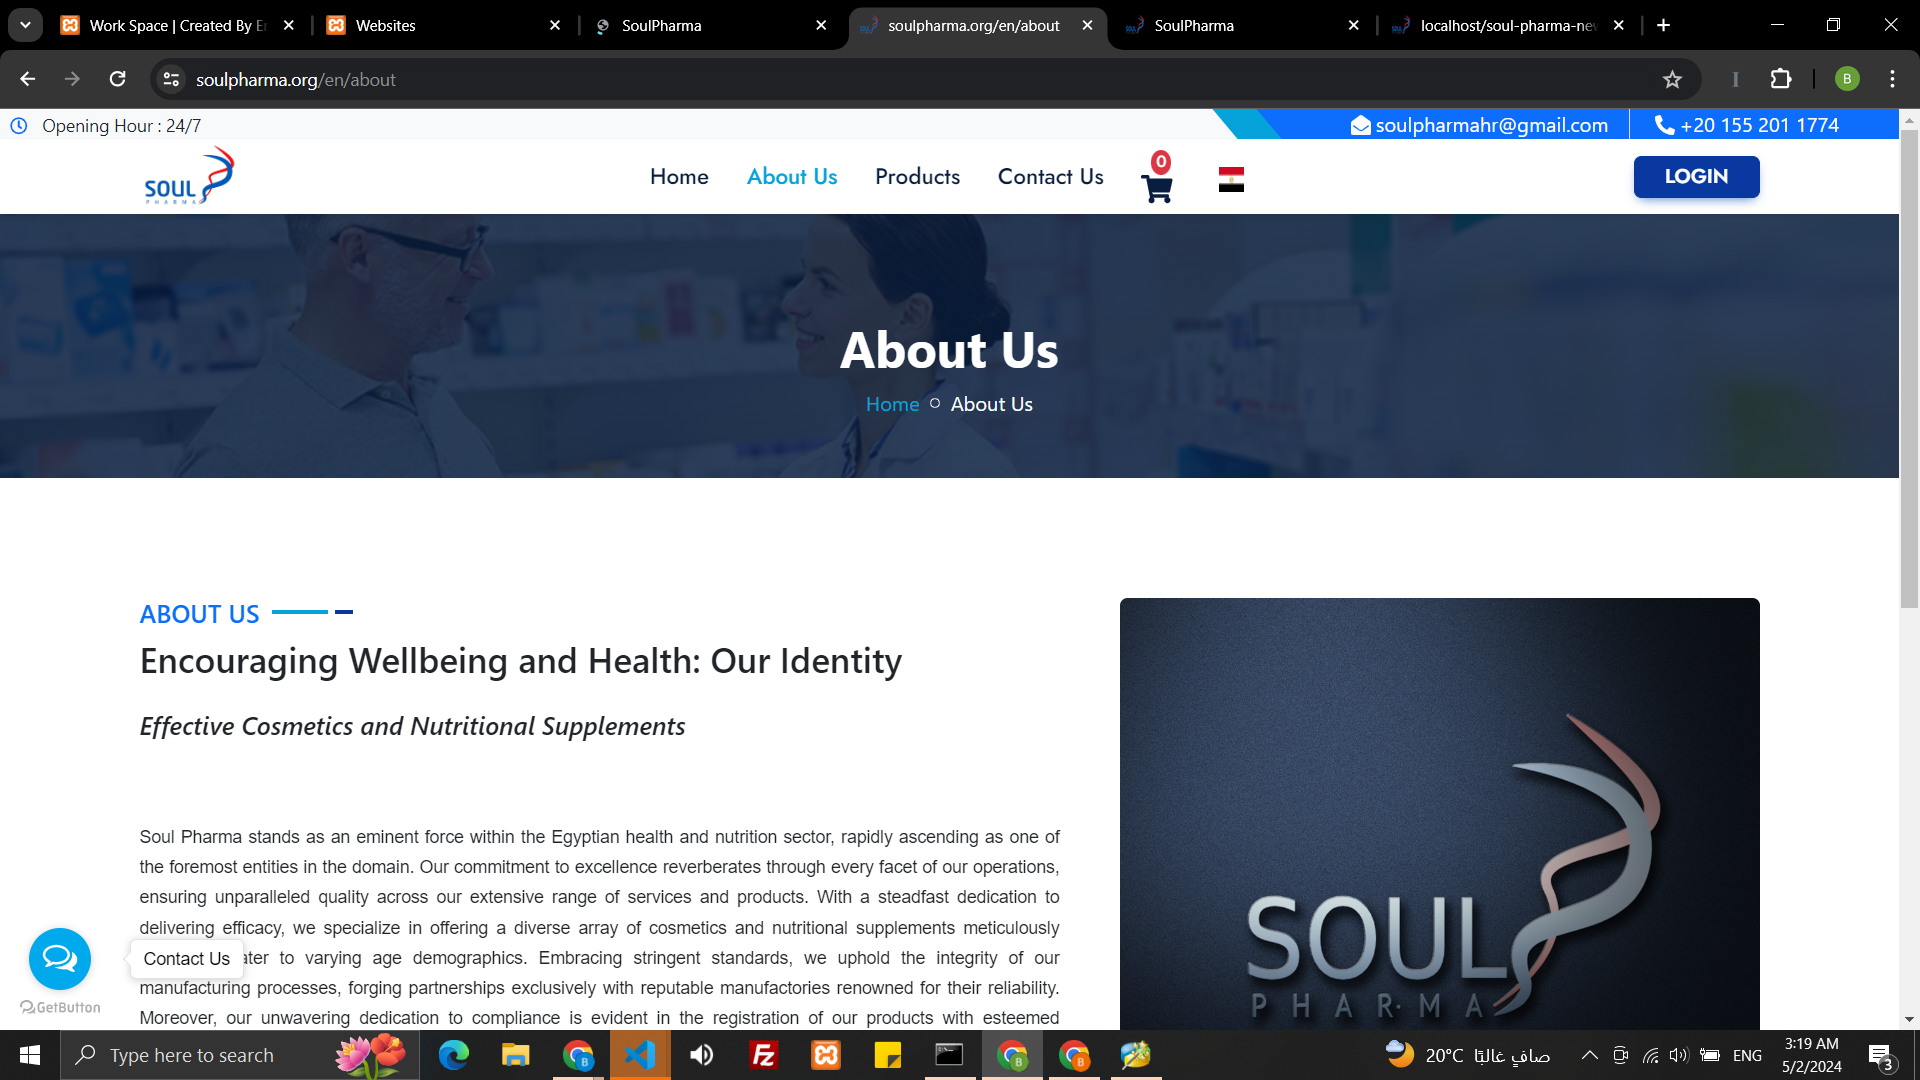 Work Space | Created By E
Websites
SoulPharma
soulpharma.org/en/about
SoulPharma
localhost/soul-pharma-ne
soulpharma.org/en/about
B
Opening Hour : 24/7
soulpharmahr@gmail.com
+20 155 201 1774
SOUL
PHARMA
Home
About Us
Products
Contact Us
0
LOGIN
About Us
Home
About Us
ABOUT US
Encouraging Wellbeing and Health: Our Identity
Effective Cosmetics and Nutritional Supplements
Soul Pharma stands as an eminent force within the Egyptian health and nutrition sector, rapidly ascending as one of
the foremost entities in the domain. Our commitment to excellence reverberates through every facet of our operations,
ensuring unparalleled quality across our extensive range of services and products. With a steadfast dedication to
delivering efficacy, we specialize in offering a diverse array of cosmetics and nutritional supplements meticulously
ater to varying age demographics. Embracing stringent standards, we uphold the integrity of our
manufacturing processes, forging partnerships exclusively with reputable manufactories renowned for their reliability.
Moreover, our unwavering dedication to compliance is evident in the registration of our products with esteemed
SOUL
PHARMA
Contact Us
GetButton
Type here to search
20°C صافٍ غالبًا
ENG
3:19 AM
5/2/2024
3